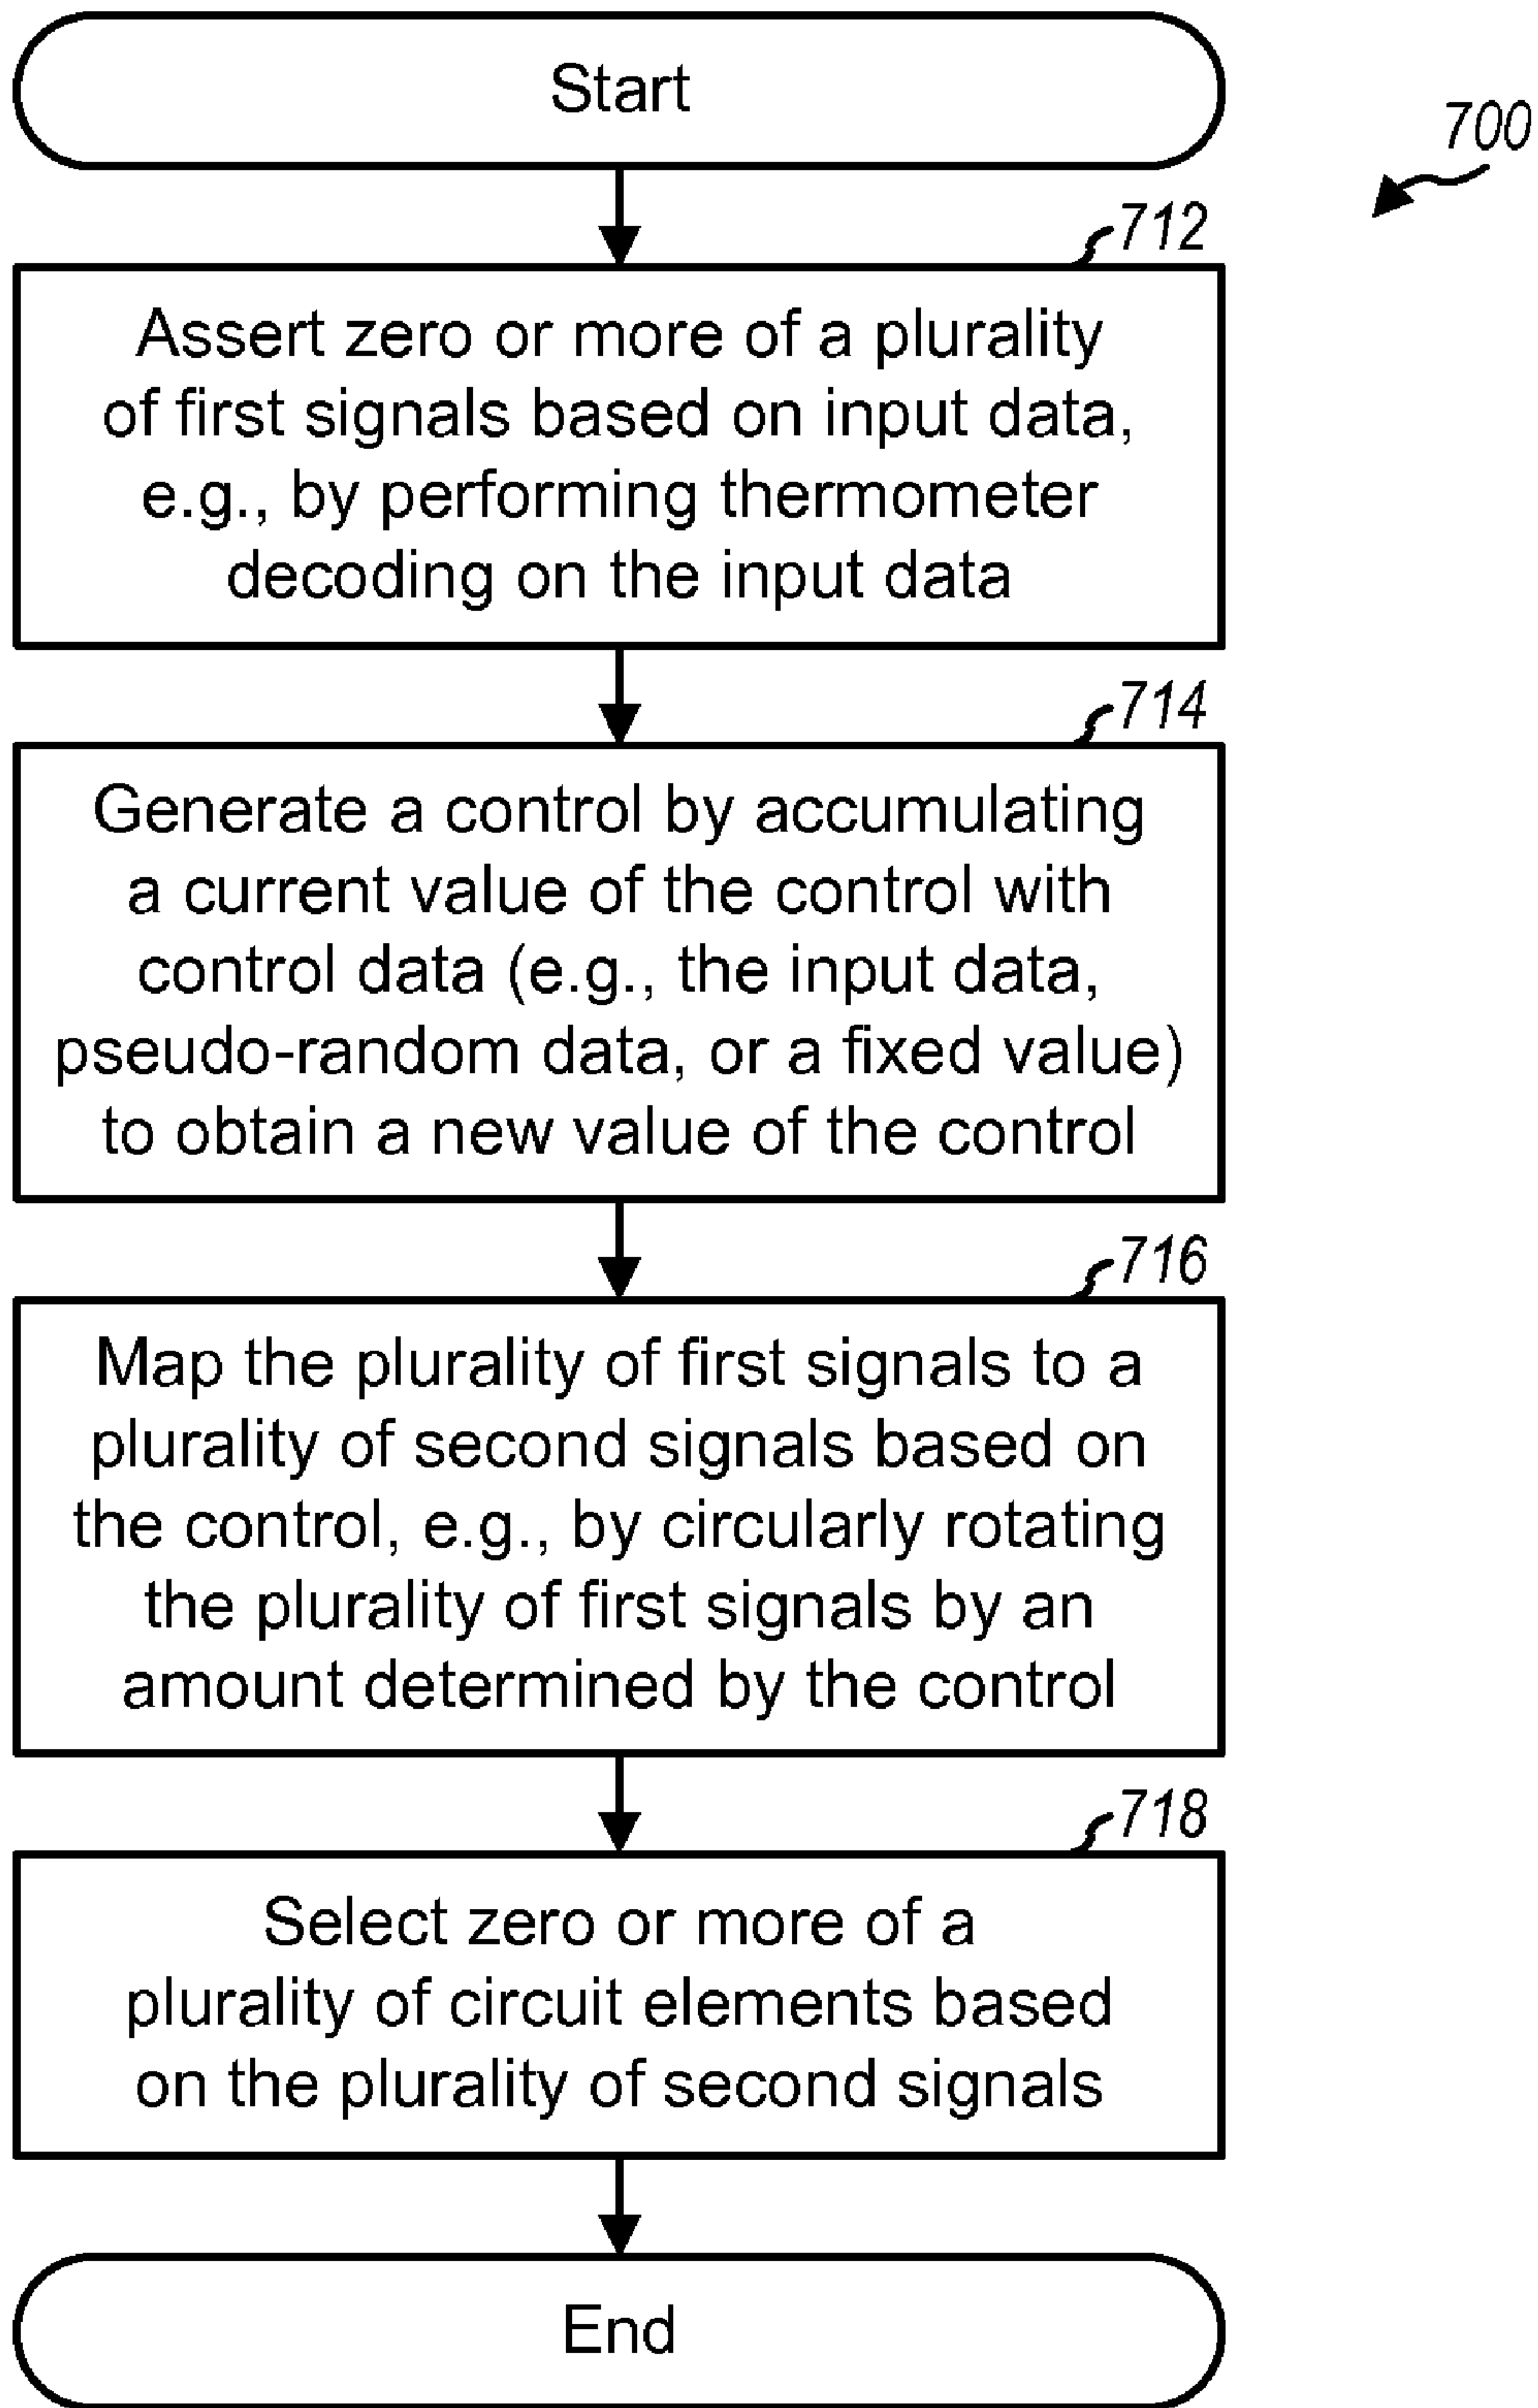 Start
700
712
Assert zero or more of a plurality
of first signals based on input data,
e.g., by performing thermometer
decoding on the input data
714
Generate a control by accumulating
a current value of the control with
control data (e.g., the input data,
pseudo-random data, or a fixed value)
to obtain a new value of the control
716
Map the plurality of first signals to a
plurality of second signals based on
the control, e.g., by circularly rotating
the plurality of first signals by an
amount determined by the control
718
Select zero or more of a
plurality of circuit elements based
on the plurality of second signals
End